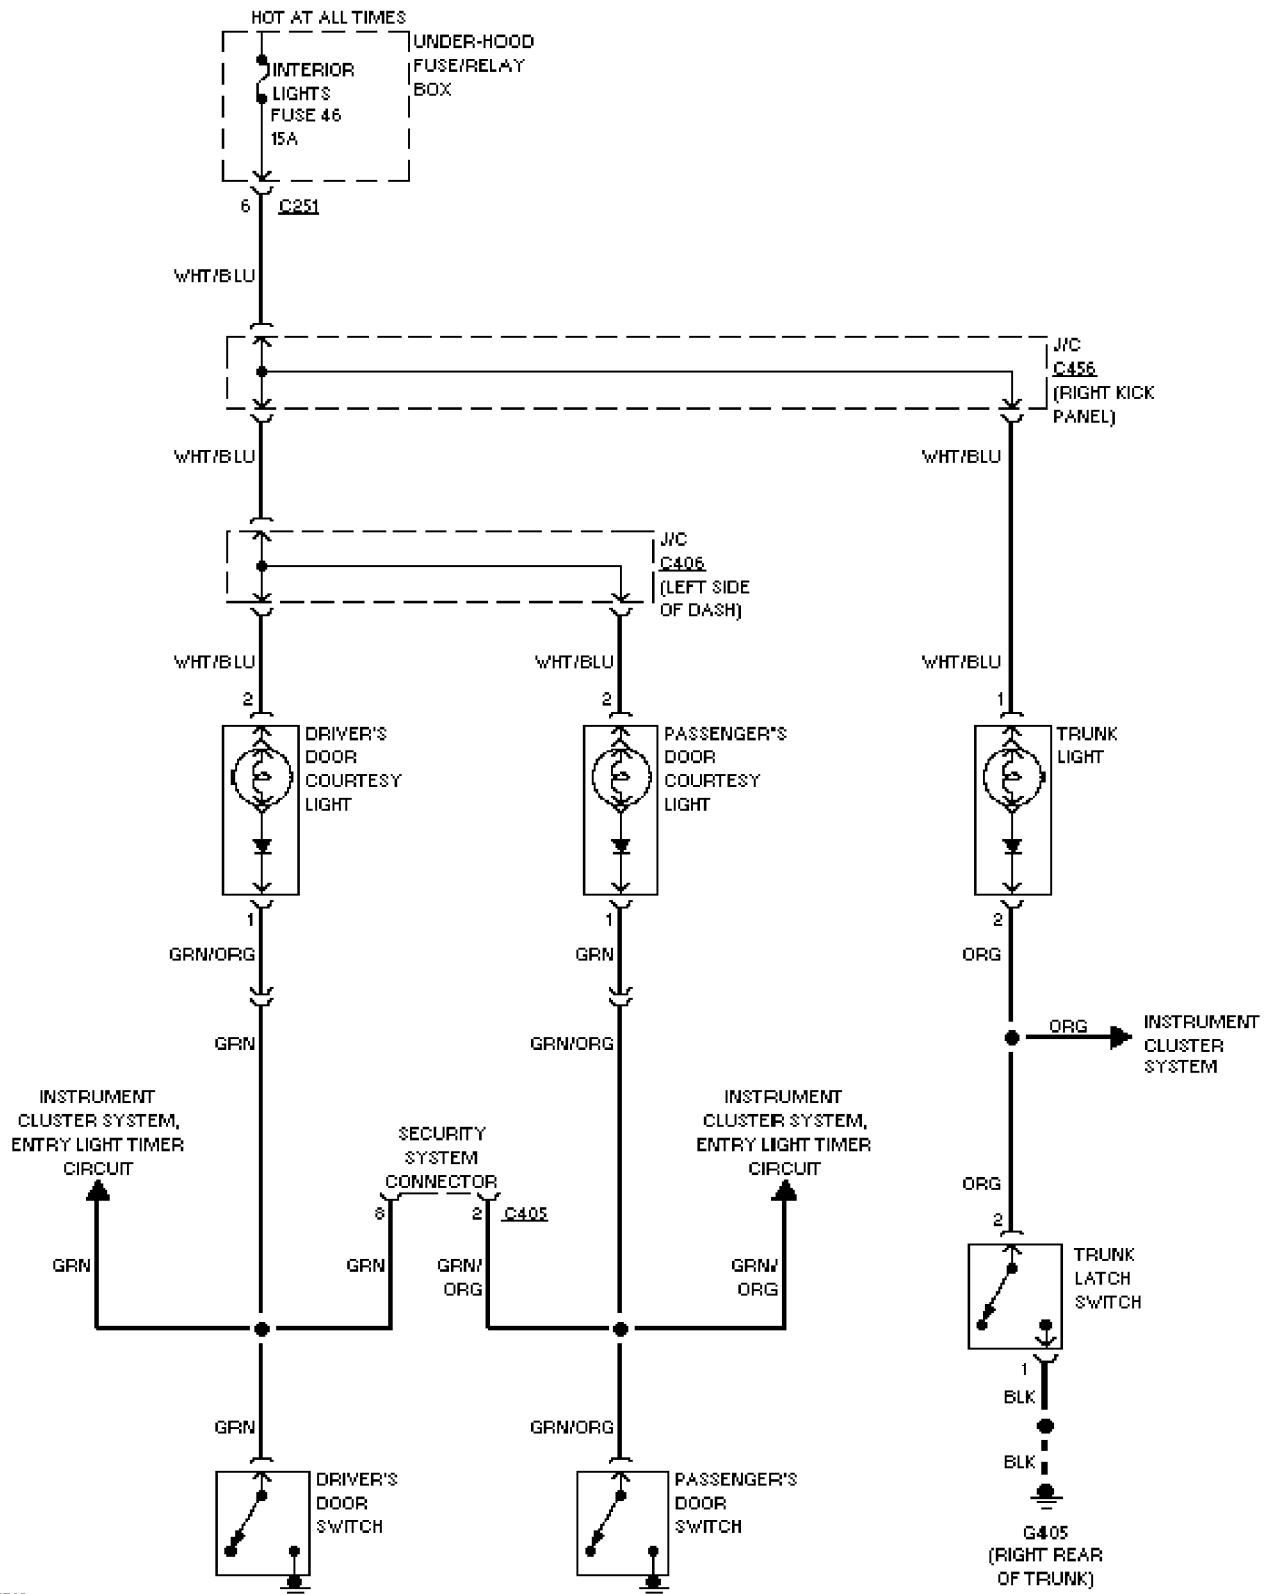 HOT AT ALL TIMES
UNDER-HOOD
FUSE/RELAY
BOX
INTERIOR
LIGHTS
FUSE 46
15A
6
C251
WHT/BLU
J/C
C456
(RIGHT KICK
PANEL)
WHT/BLU
WHT/BLU
J/C
C406
(LEFT SIDE
OF DASH)
WHT/BLU
WHT/BLU
WHT/BLU
2
2
1
DRIVER'S
DOOR
COURTESY
LIGHT
PASSENGER"S
DOOR
COURTESY
LIGHT
TRUNK
LIGHT
1
1
2
GRN/ORG
GRN
ORG
GRN
GRN/ORG
ORG
INSTRUMENT
CLUSTER
SYSTEM
INSTRUMENT
CLUSTER SYSTEM,
ENTRY LIGHT TIMER
CIRCUIT
SECURITY
SYSTEM
CONNECTOR
INSTRUMENT
CLUSTER SYSTEM,
ENTRY LIGHT TIMER
CIRCUIT
8
2
C405
ORG
2
GRN
GRN
GRN/
ORG
GRN/
ORG
TRUNK
LATCH
SWITCH
1
BLK
GRN
GRN/ORG
BLK
DRIVER'S
DOOR
SWITCH
PASSENGER'S
DOOR
SWITCH
G405
(RIGHT REAR
OF TRUNK)